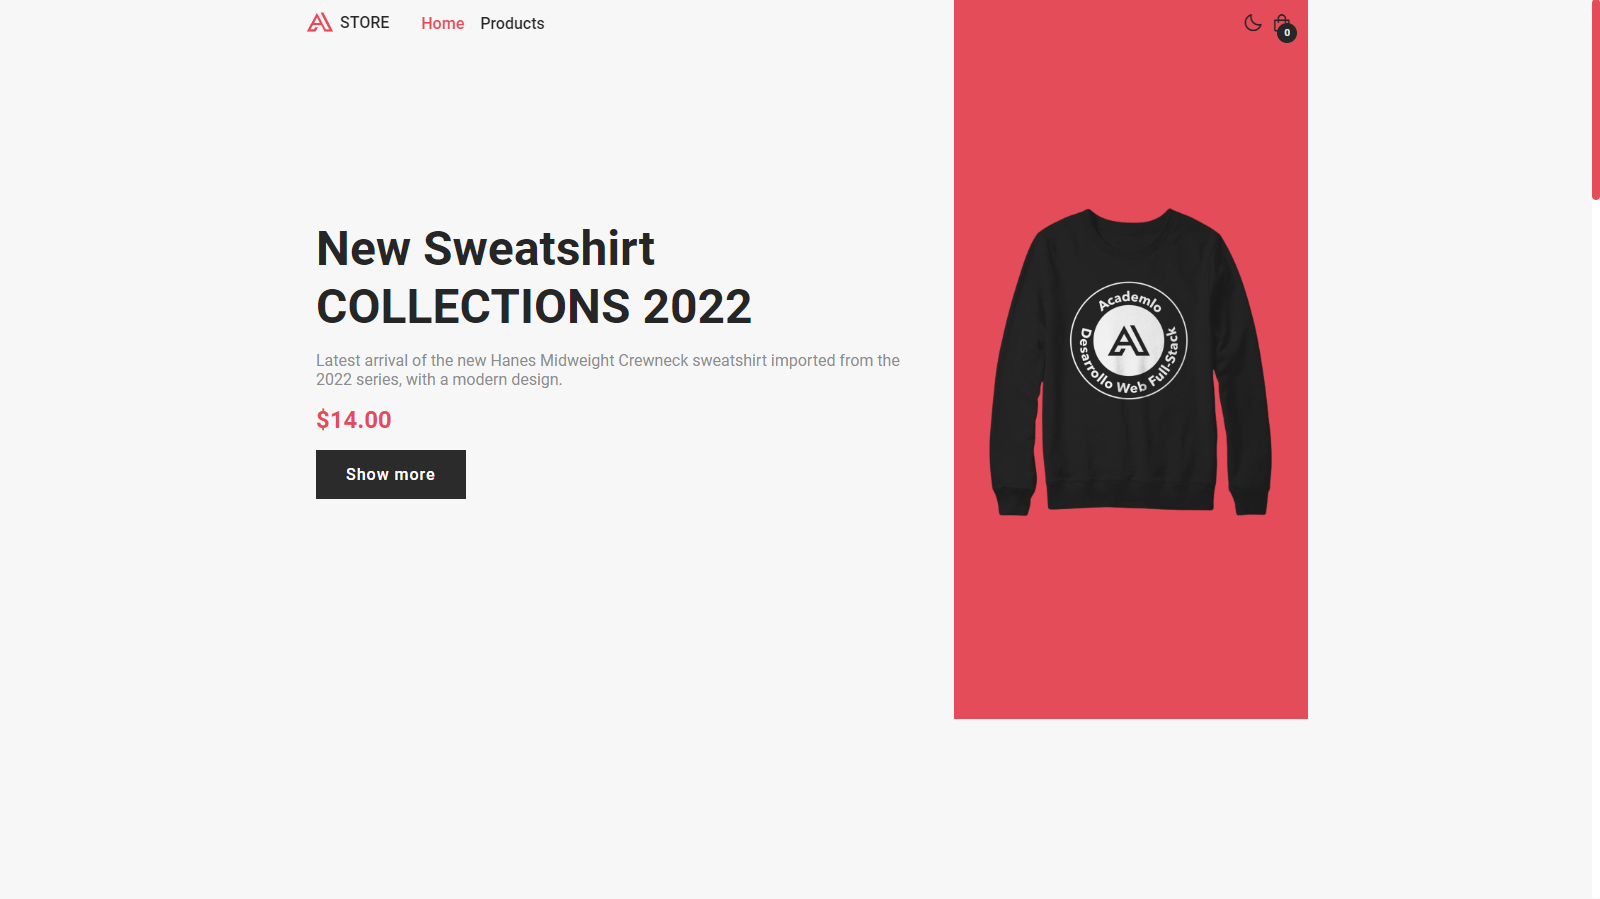 STORE
Home
Products
0
New Sweatshirt
COLLECTIONS 2022
Latest arrival of the new Hanes Midweight Crewneck sweatshirt imported from the
2022 series, with a modern design.
$14.00
Show more
Academlo
Desarrollo Web Full-Stack